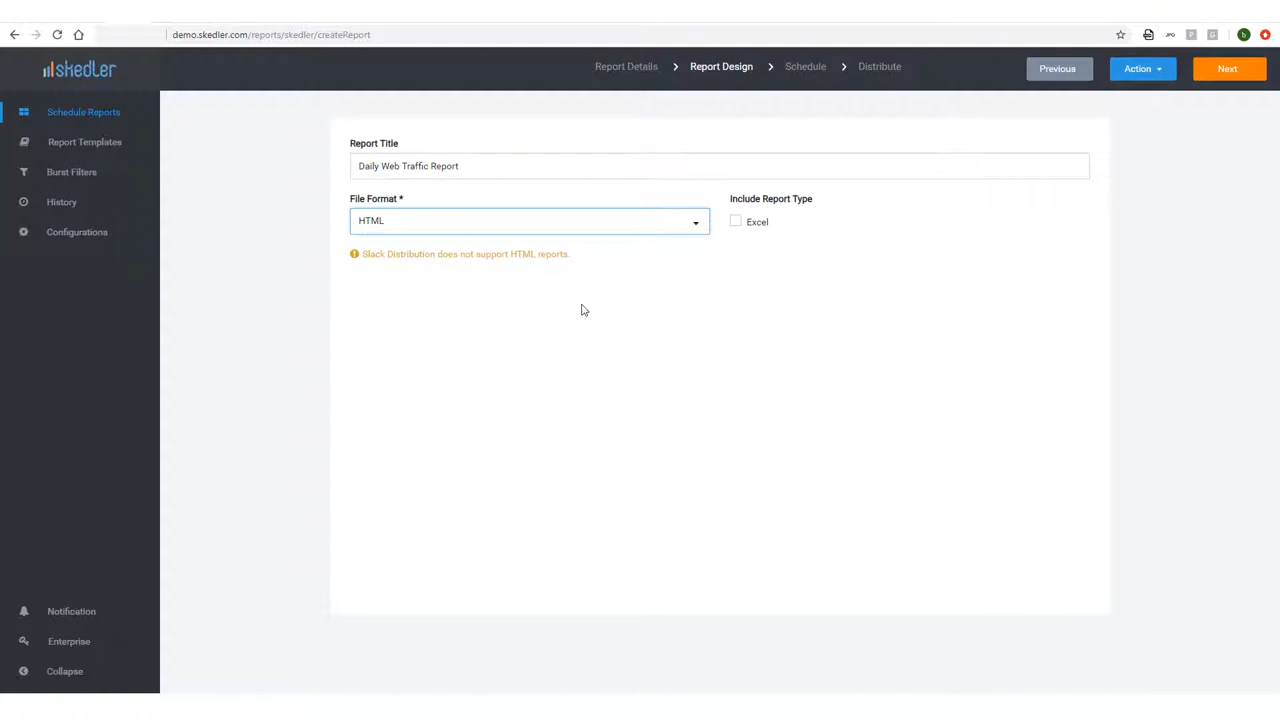 demo.skedler.com/reports/skedler/createReport
JPG
P
G
b
skedler
Report Details
Report Design
Schedule
Distribute
Previous
Action
Next
Schedule Reports
Report Templates
Burst Filters
History
Configurations
Report Title
Daily Web Traffic Report
File Format *
Include Report Type
HTML
Excel
Slack Distribution does not support HTML reports.
Notification
Enterprise
Collapse